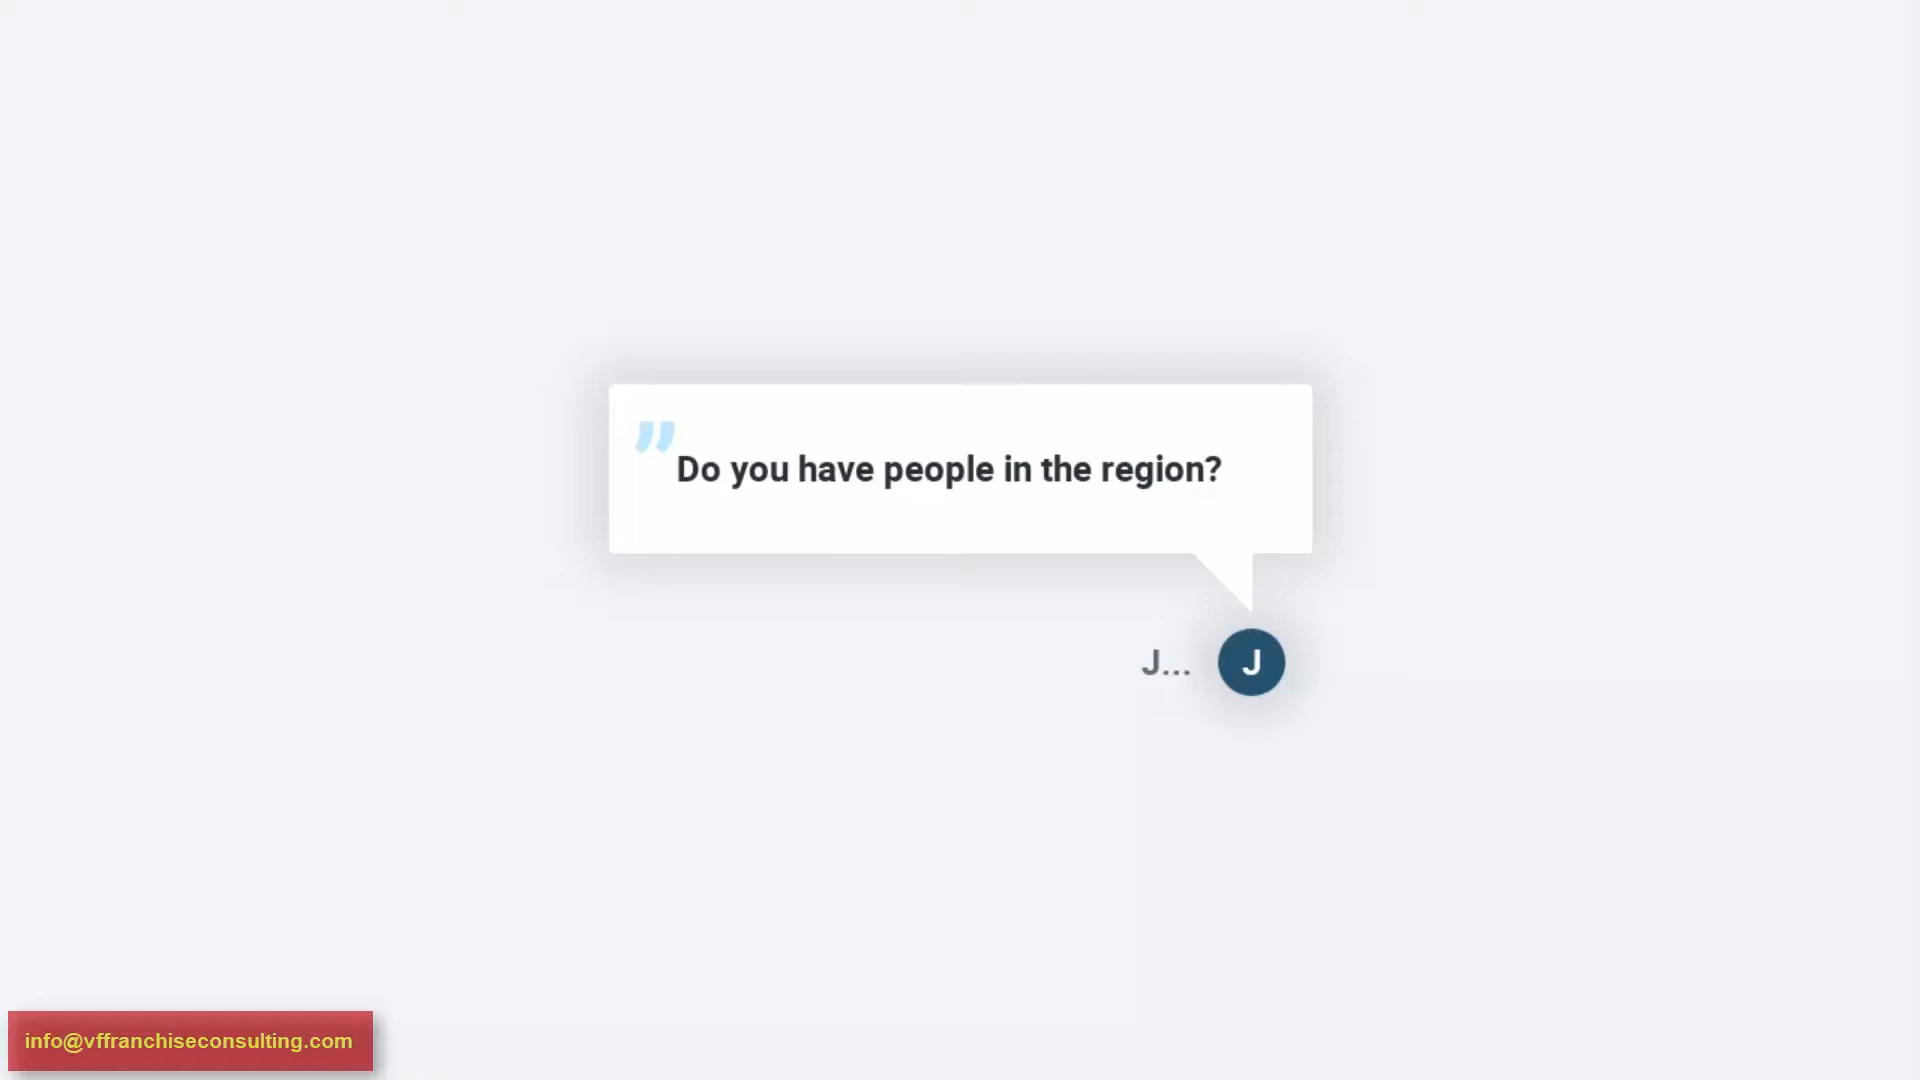 ” Do you have people in the region?
J... J
info@vffranchiseconsulting.com